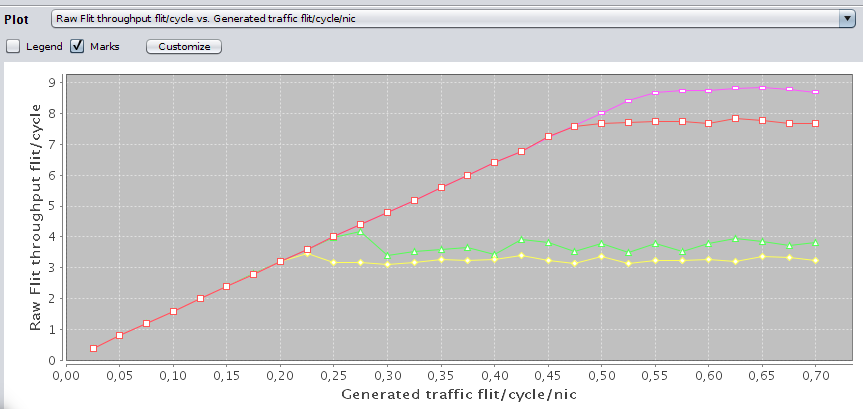 Plot
Raw Flit throughput flit/cycle vs. Generated traffic flit/cycle/nic
Legend Marks Customize
9
8
7
6
5
4
3
2
1
0
Raw Flit throughput flit/cycle
0,00 0,05 0,10 0,15 0,20 0,25 0,30 0,35 0,40 0,45 0,50 0,55 0,60 0,65 0,70
Generated traffic flit/cycle/nic